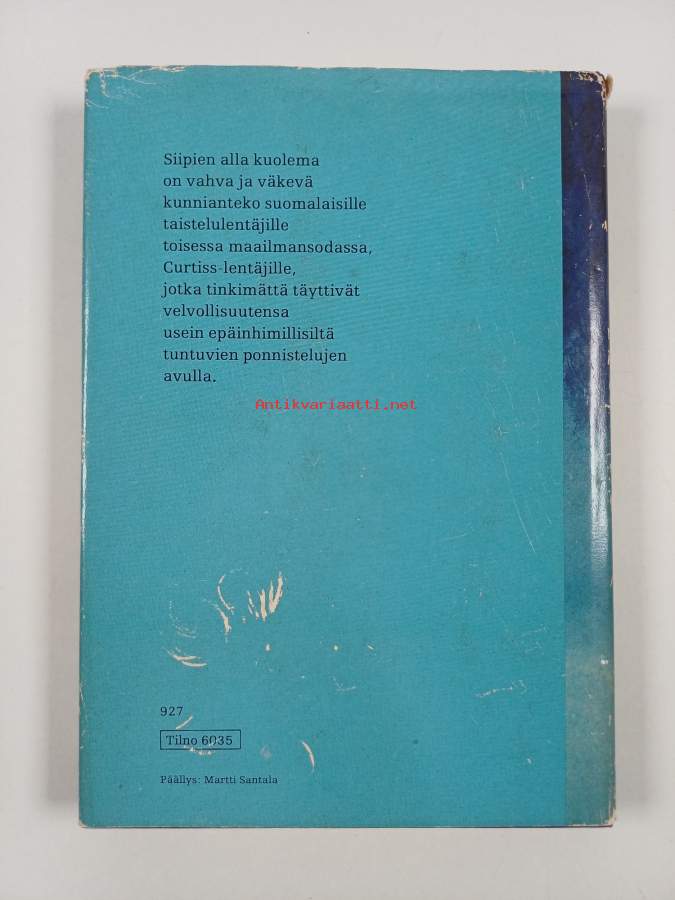 Siipien alla kuolema
on vahva ja väkevä
kunnianteko suomalaisille
taistelulentäjille
toisessa maailmansodassa,
Curtiss-lentäjille,
jotka tinkimättä täyttivät
velvollisuutensa
usein epäinhimillisiltä
tuntuvien ponnistelujen
avulla.
Antikvariaatti.net
927
Tilno 6035
Päällys: Martti Santala